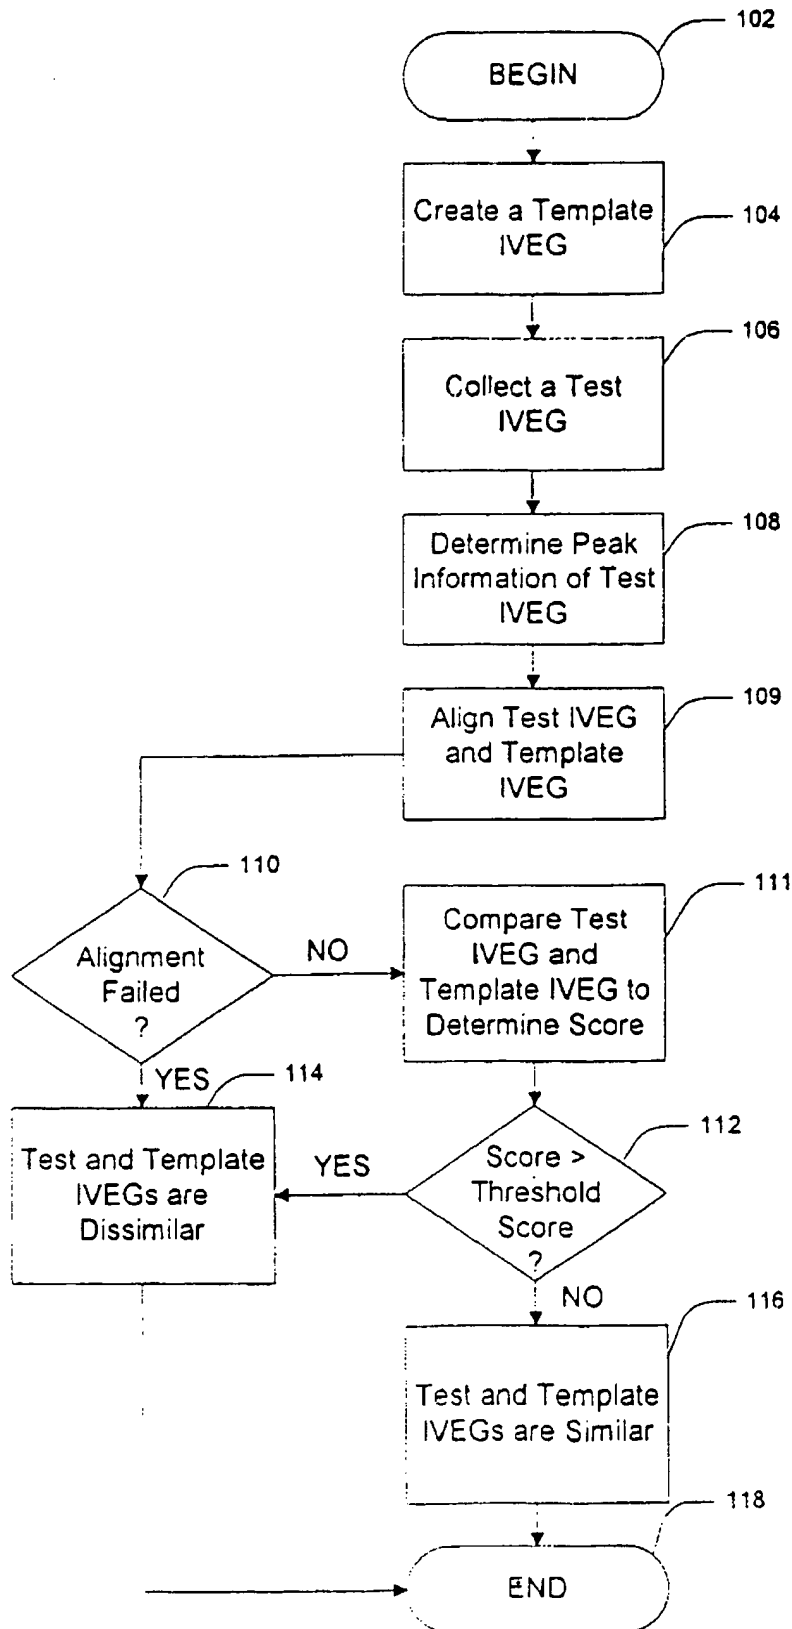 102
BEGIN
Create a Template
IVEG
104
106
Collect a Test
IVEG
108
Determine Peak
Information of Test
IVEG
109
Align Test IVEG
and Template
IVEG
110
Alignment
Failed
?
NO
111
Compare Test
IVEG and
Template IVEG to
Determine Score
YES
114
Test and Template
IVEGs are
Dissimilar
YES
112
Score >
Threshold
Score
?
NO
116
Test and Template
IVEGs are Similar
118
END